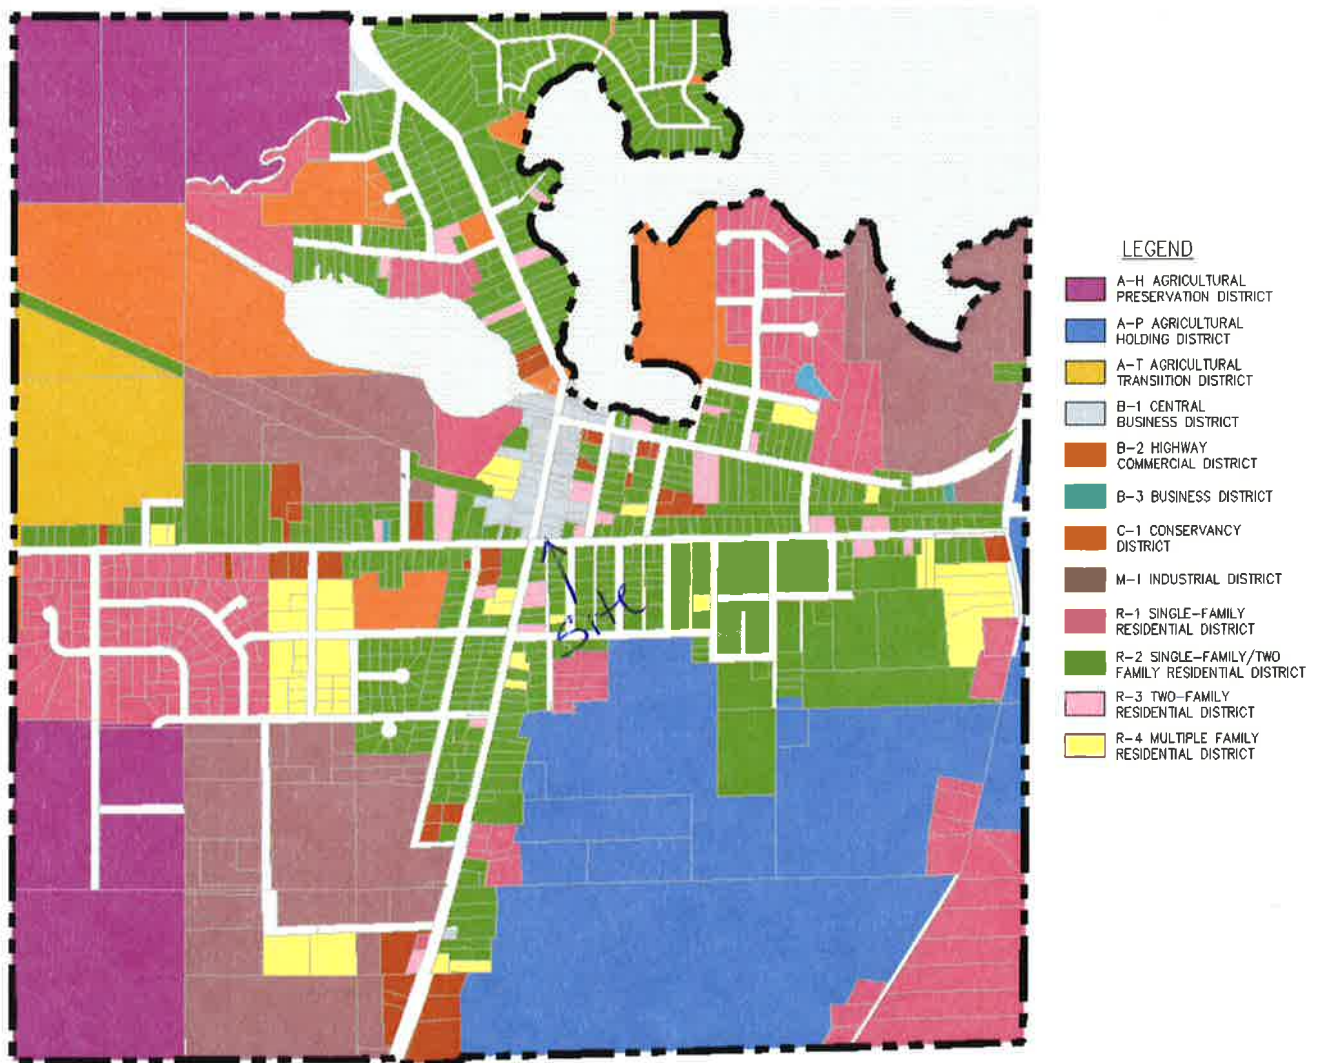 LEGEND
A-H AGRICULTURAL
PRESERVATION DISTRICT
A-P AGRICULTURAL
HOLDING DISTRICT
A-T AGRICULTURAL
TRANSITION DISTRICT
B-1 CENTRAL
BUSINESS DISTRICT
B-2 HIGHWAY
COMMERCIAL DISTRICT
B-3 BUSINESS DISTRICT
C-1 CONSERVANCY
DISTRICT
M-1 INDUSTRIAL DISTRICT
R-1 SINGLE-FAMILY
RESIDENTIAL DISTRICT
R-2 SINGLE-FAMILY/TWO
FAMILY RESIDENTIAL DISTRICT
R-3 TWO-FAMILY
RESIDENTIAL DISTRICT
R-4 MULTIPLE FAMILY
RESIDENTIAL DISTRICT
Site